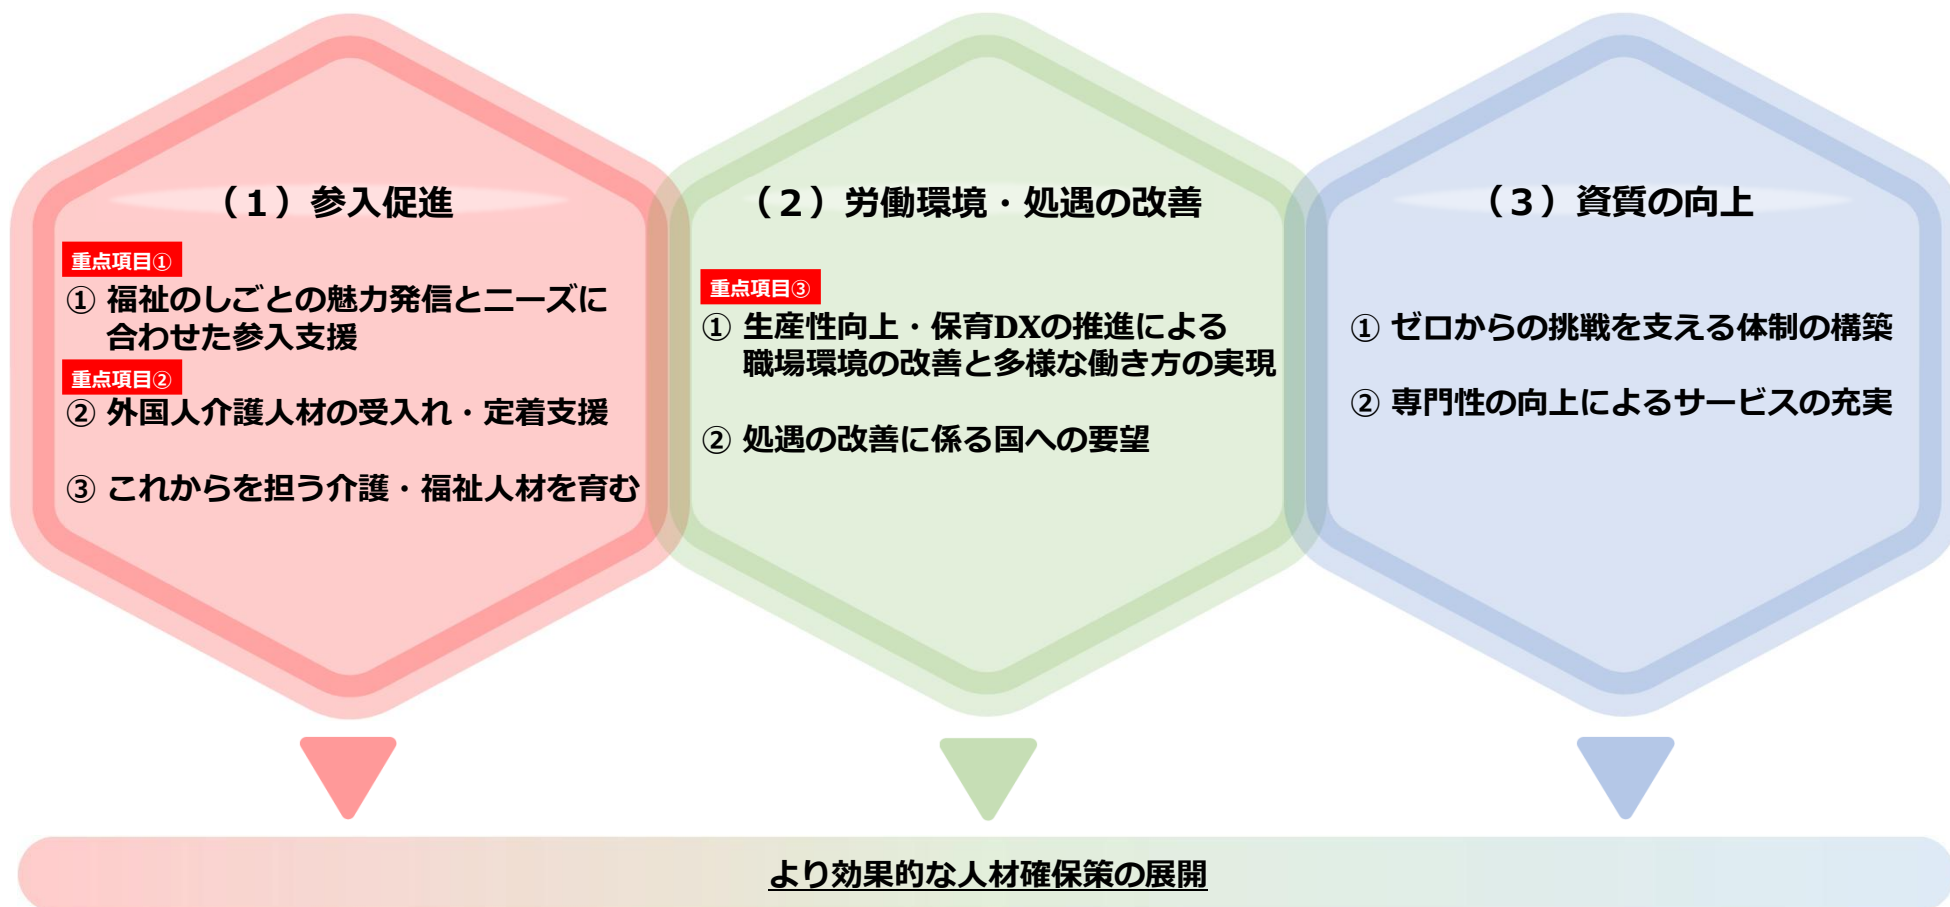 （１）参入促進
重点項目①
① 福祉のしごとの魅力発信とニーズに
合わせた参入支援
重点項目②
② 外国人介護人材の受入れ・定着支援
③ これからを担う介護・福祉人材を育む
（２）労働環境・処遇の改善
重点項目③
① 生産性向上・保育DXの推進による
職場環境の改善と多様な働き方の実現
② 処遇の改善に係る国への要望
（３）資質の向上
① ゼロからの挑戦を支える体制の構築
② 専門性の向上によるサービスの充実
より効果的な人材確保策の展開